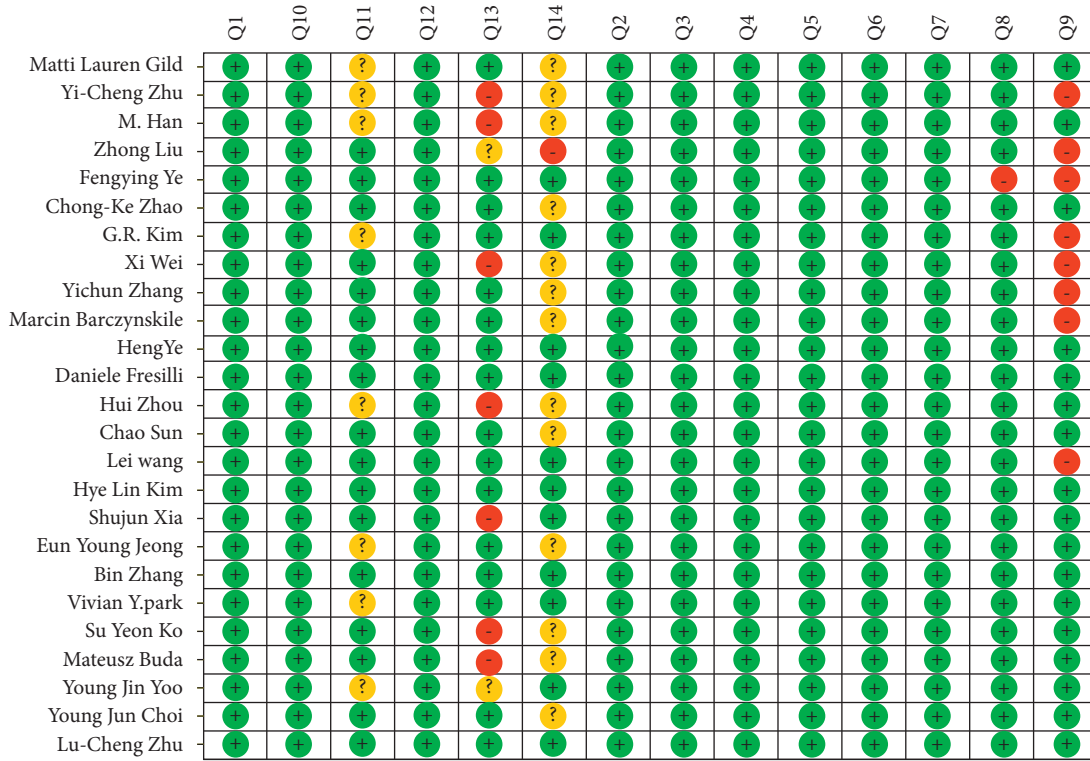 Q1 Q10 Q11 Q12 Q13 Q14 Q2 Q3 Q4 Q5 Q6 Q7 Q8 Q9
Matti Lauren Gild + + ? + + ? + + + + + + + +
Yi-Cheng Zhu + + ? + - ? + + + + + + + -
M. Han + + ? + - ? + + + + + + + +
Zhong Liu + + + + ? - + + + + + + + -
Fengying Ye + + + + + + + + + + + + - -
Chong-Ke Zhao + + + + + ? + + + + + + + +
G.R. Kim + + ? + + + + + + + + + + -
Xi Wei + + + + - ? + + + + + + + -
Yichun Zhang + + + + + ? + + + + + + + -
Marcin Barczynskile + + + + + ? + + + + + + + -
HengYe + + + + + + + + + + + + + +
Daniele Fresilli + + + + + + + + + + + + + +
Hui Zhou + + ? + - ? + + + + + + + +
Chao Sun + + + + + ? + + + + + + + +
Lei wang + + + + + + + + + + + + + -
Hye Lin Kim + + + + + + + + + + + + + +
Shujun Xia + + + + - + + + + + + + + +
Eun Young Jeong + + ? + + ? + + + + + + + +
Bin Zhang + + + + + + + + + + + + + +
Vivian Y.park + + ? + + + + + + + + + + +
Su Yeon Ko + + + + - ? + + + + + + + +
Mateusz Buda + + + + - ? + + + + + + + +
Young Jin Yoo + + ? + ? + + + + + + + + +
Young Jun Choi + + + + + ? + + + + + + + +
Lu-Cheng Zhu + + + + + + + + + + + + + +